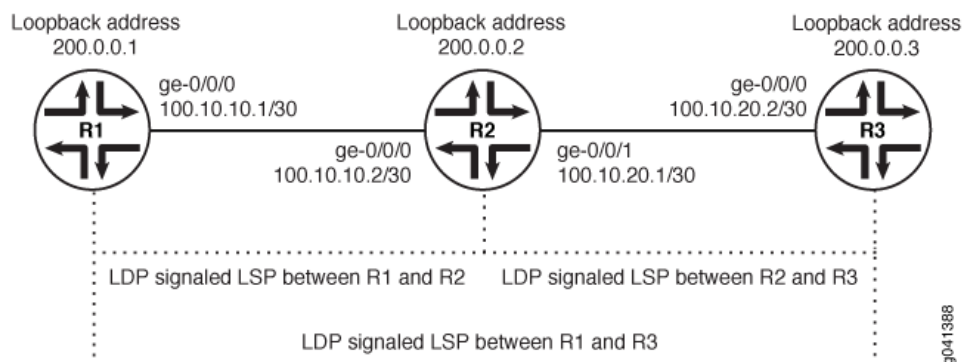 Loopback address
200.0.0.1
Loopback address
200.0.0.2
Loopback address
200.0.0.3
ge-0/0/0
100.10.10.1/30
ge-0/0/0
100.10.20.2/30
R1
R2
R3
ge-0/0/0
100.10.10.2/30
ge-0/0/1
100.10.20.1/30
LDP signaled LSP between R1 and R2
LDP signaled LSP between R2 and R3
LDP signaled LSP between R1 and R3
g041388